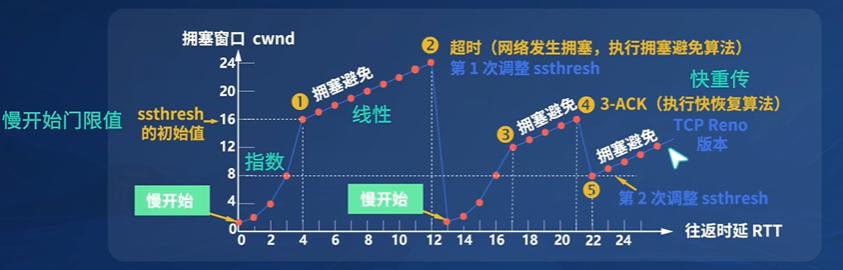 拥塞窗口 cwnd
24
20
16
12
8
4
0
慢开始门限值
ssthresh
的初始值
指数
线性
慢开始
慢开始
❶
拥塞避免
❷ 超时（网络发生拥塞，执行拥塞避免算法）
第 1 次调整 ssthresh
快重传
❸
拥塞避免
❹ 3-ACK（执行快恢复算法）
TCP Reno
版本
拥塞避免
❺
第 2 次调整 ssthresh
0 2 4 6 8 10 12 14 16 18 20 22 24
往返时延 RTT